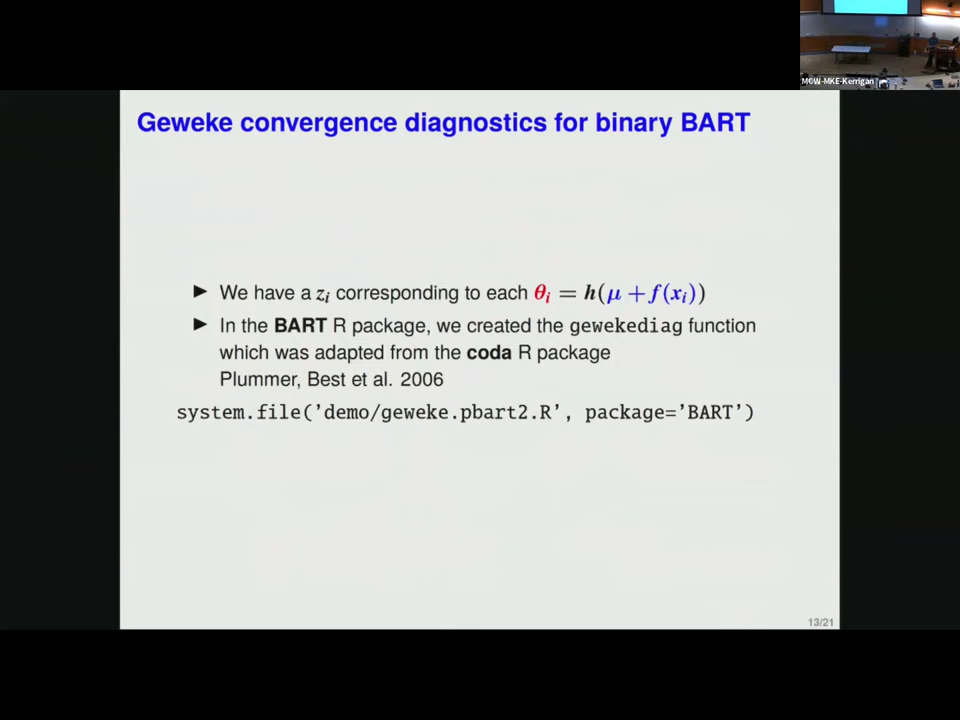 MCW-MKE-Kerrigan
Geweke convergence diagnostics for binary BART
▶ We have a zᵢ corresponding to each θᵢ = h(μ + f(xᵢ))
▶ In the BART R package, we created the gewekediag function
which was adapted from the coda R package
Plummer, Best et al. 2006
system.file('demo/geweke.pbart2.R', package='BART')
13/21